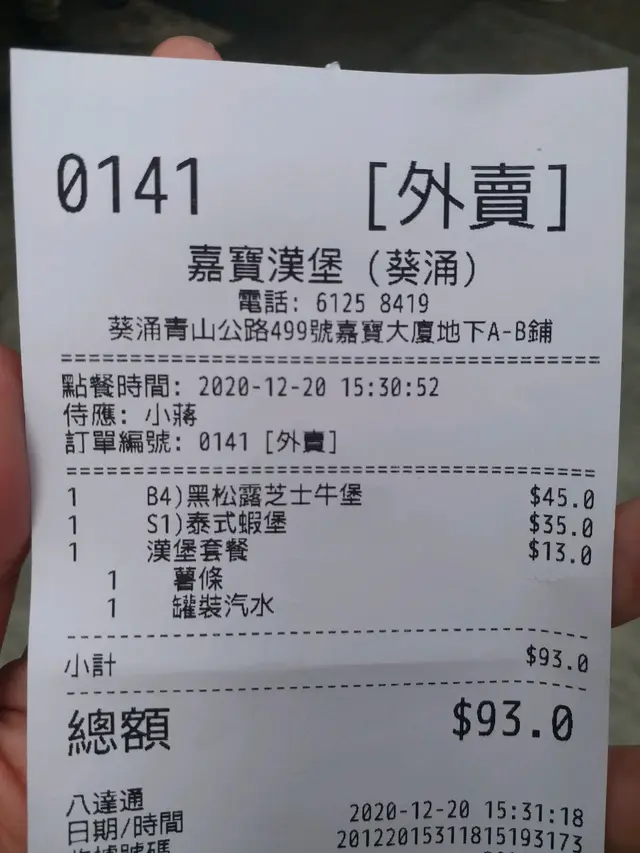 0141 [外賣]
嘉寶漢堡 (葵涌)
電話: 6125 8419
葵涌青山公路499號嘉寶大廈地下A-B鋪
點餐時間: 2020-12-20 15:30:52
侍應: 小蔣
訂單編號: 0141 [外賣]
1 B4)黑松露芝士牛堡 $45.0
1 S1)泰式蝦堡 $35.0
1 漢堡套餐 $13.0
1 薯條
1 罐裝汽水
小計 $93.0
總額 $93.0
八達通
日期/時間 2020-12-20 15:31:18
20122015311815193173